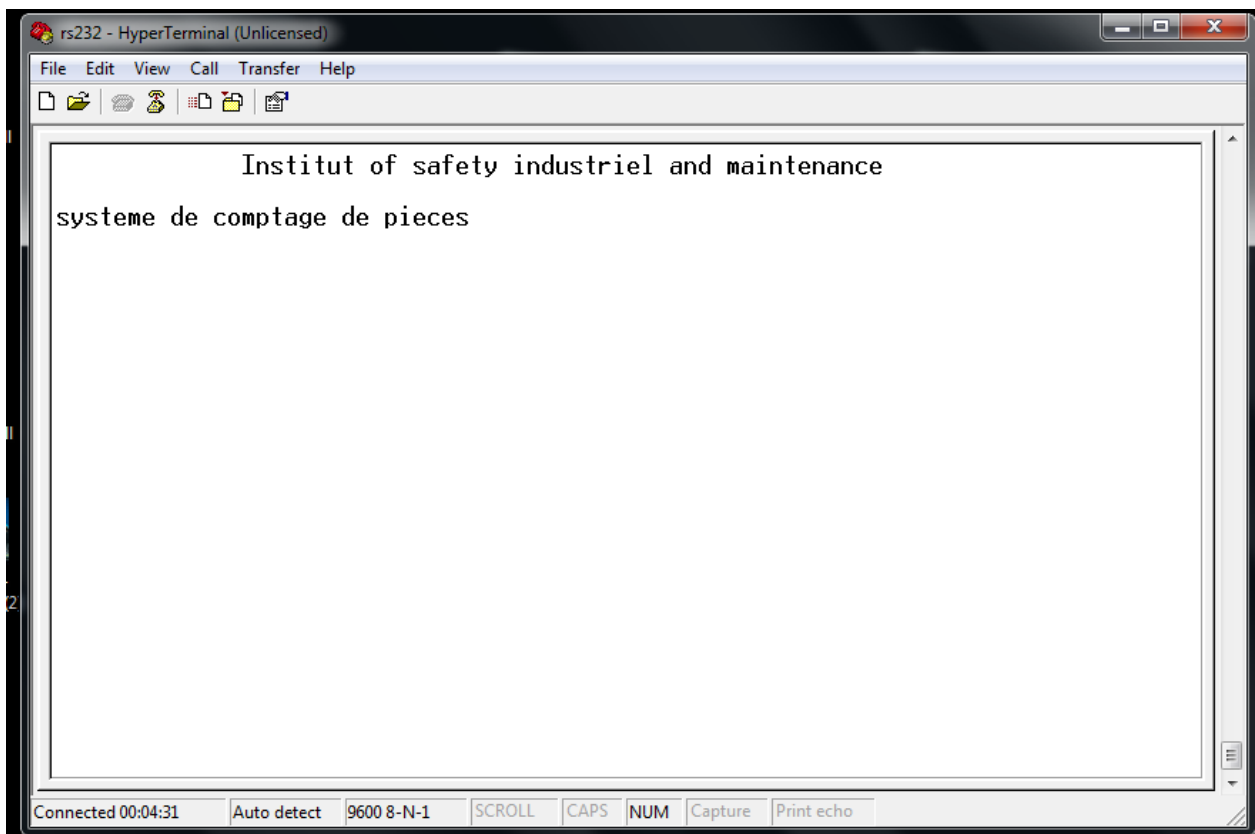 rs232 - HyperTerminal (Unlicensed)
File Edit View Call Transfer Help
Institut of safety industriel and maintenance
systeme de comptage de pieces
(2
Connected 00:04:31 Auto detect 9600 8-N-1 SCROLL CAPS NUM Capture Print echo